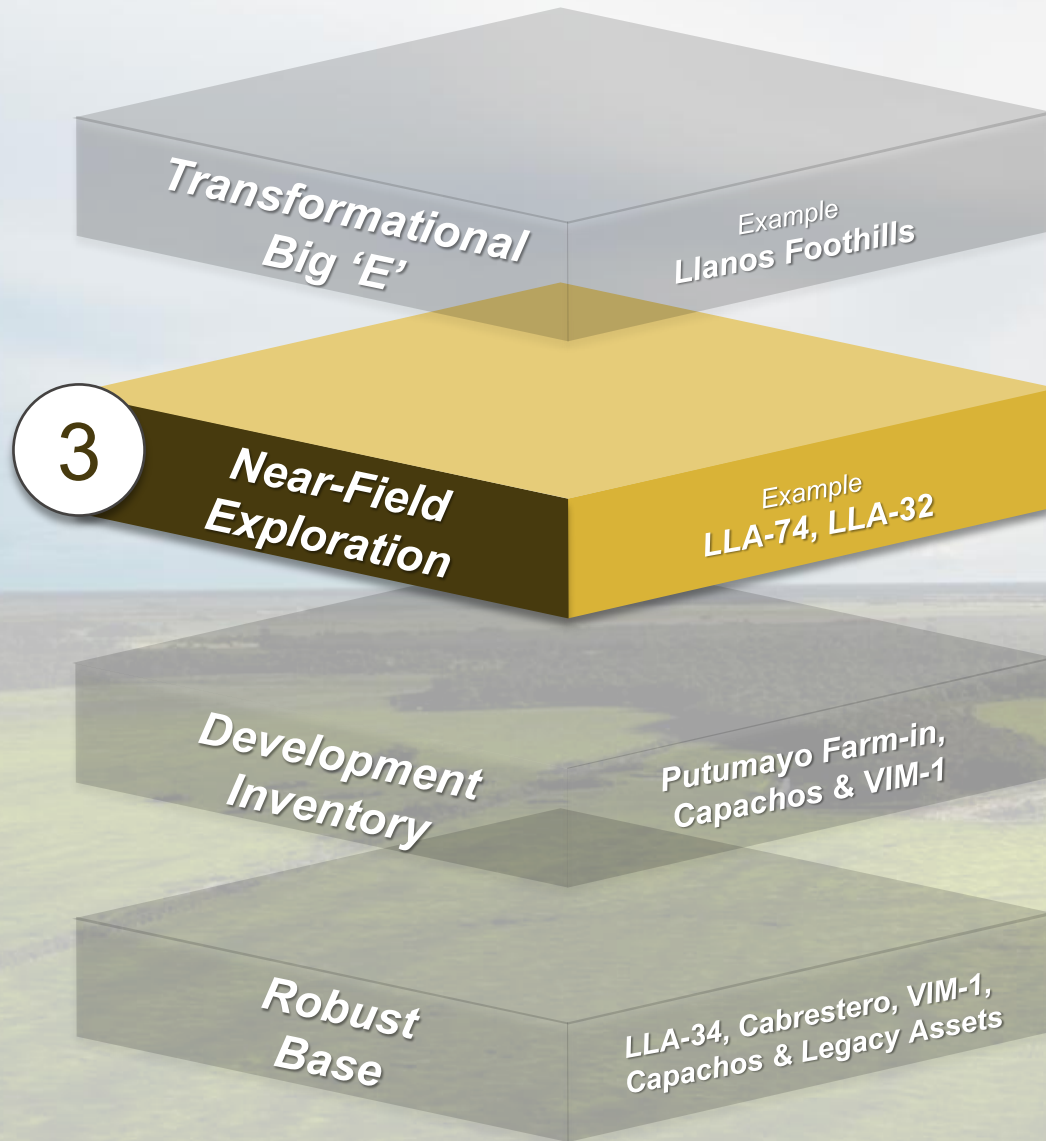 Transformational
Big ‘E’
Example
Llanos Foothills
3
Near-Field
Exploration
Example
LLA-74, LLA-32
Development
Inventory
Putumayo Farm-in,
Capachos & VIM-1
Robust
Base
LLA-34, Cabrestero, VIM-1,
Capachos & Legacy Assets